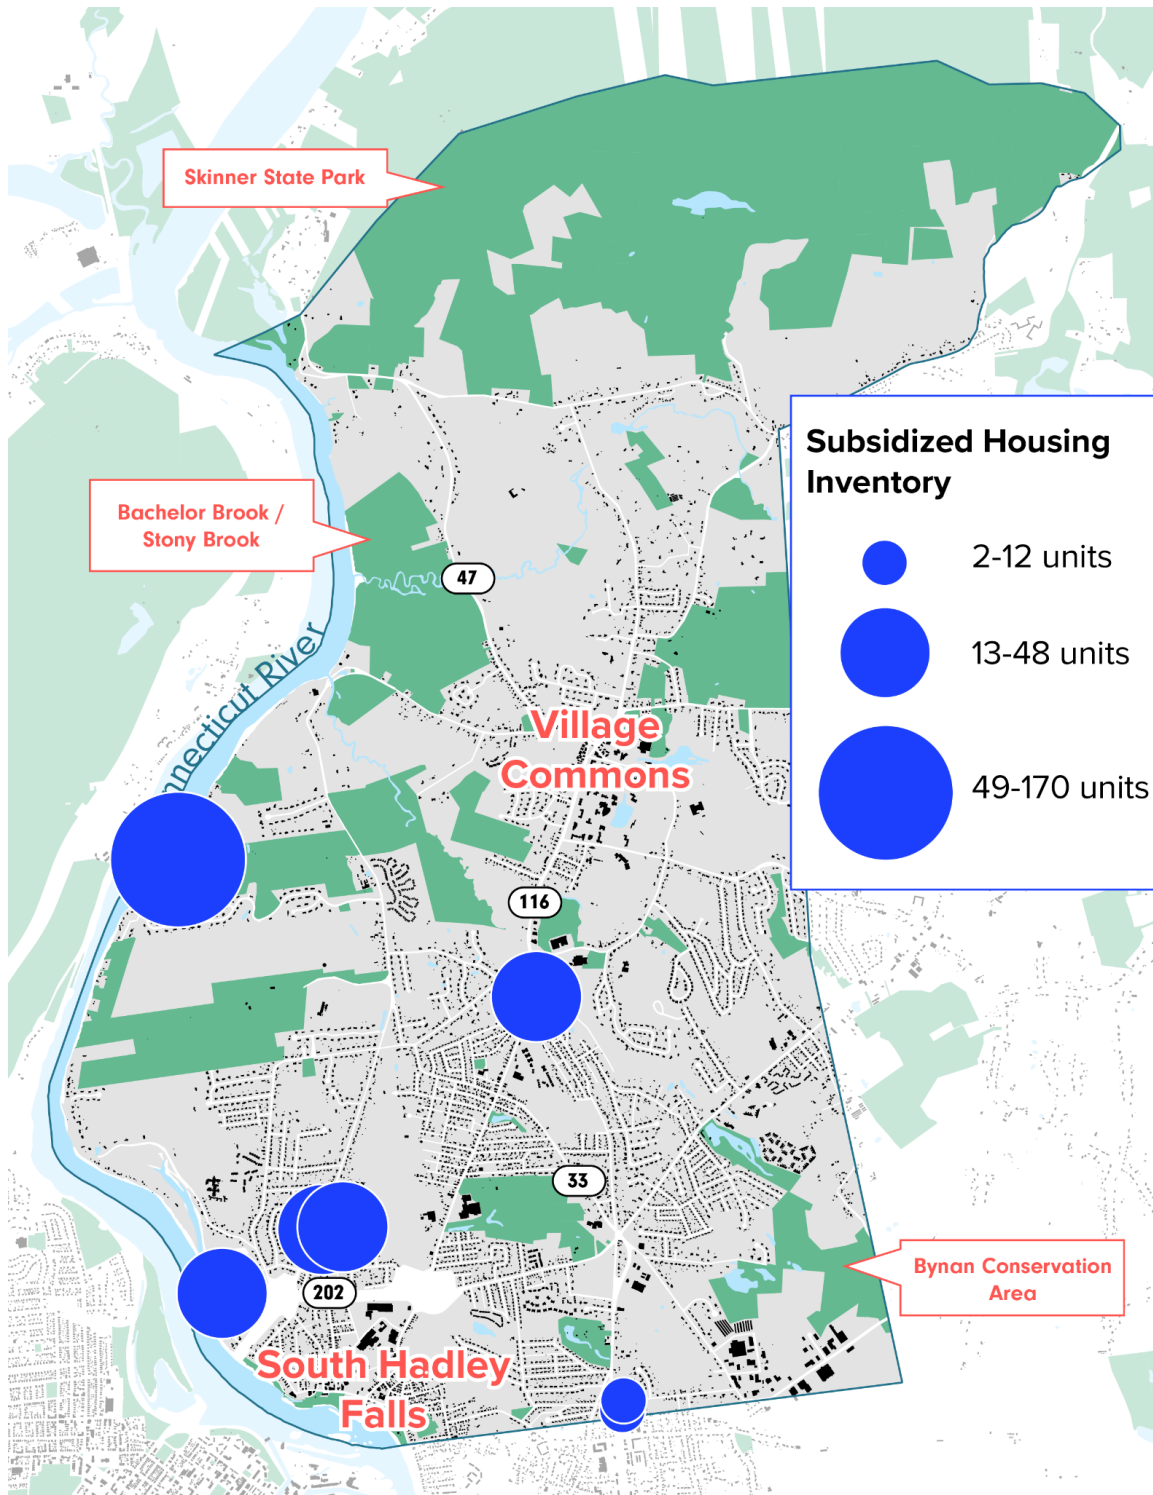 Skinner State Park
Subsidized Housing
Inventory
2-12 units
13-48 units
49-170 units
Bachelor Brook /
Stony Brook
47
nnecticut River
Village
Commons
116
33
202
Bynan Conservation
Area
South Hadley
Falls